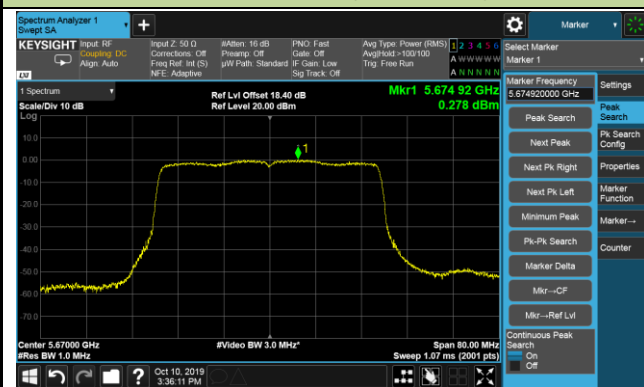 Spectrum Analyzer 1
Swept SA
+
Marker
KEYSIGHT
Input: RF
Coupling: DC
Align: Auto
Input Z: 50 Ω
Corrections: Off
Freq Ref: Int (S)
NFE: Adaptive
#Atten: 16 dB
Preamp: Off
µW Path: Standard
PNO: Fast
Gate: Off
IF Gain: Low
Sig Track: Off
Avg Type: Power (RMS)
Avg|Hold:>100/100
Trig: Free Run
1 2 3 4 5 6
A W W W W W
A N N N N N
LXI
Select Marker
Marker 1
1 Spectrum
Scale/Div 10 dB
Log
Ref Lvl Offset 18.40 dB
Ref Level 20.00 dBm
Mkr1 5.674 92 GHz
0.278 dBm
10.0
0.00
-10.0
-20.0
-30.0
-40.0
-50.0
-60.0
-70.0
1
Center 5.67000 GHz
#Res BW 1.0 MHz
#Video BW 3.0 MHz*
Span 80.00 MHz
Sweep 1.07 ms (2001 pts)
Marker Frequency
5.674920000 GHz
Peak Search
Next Peak
Next Pk Right
Next Pk Left
Minimum Peak
Pk-Pk Search
Marker Delta
Mkr→CF
Mkr→Ref Lvl
Continuous Peak
Search
On
Off
Settings
Peak
Search
Pk Search
Config
Properties
Marker
Function
Marker→
Counter
?
Oct 10, 2019
3:36:11 PM